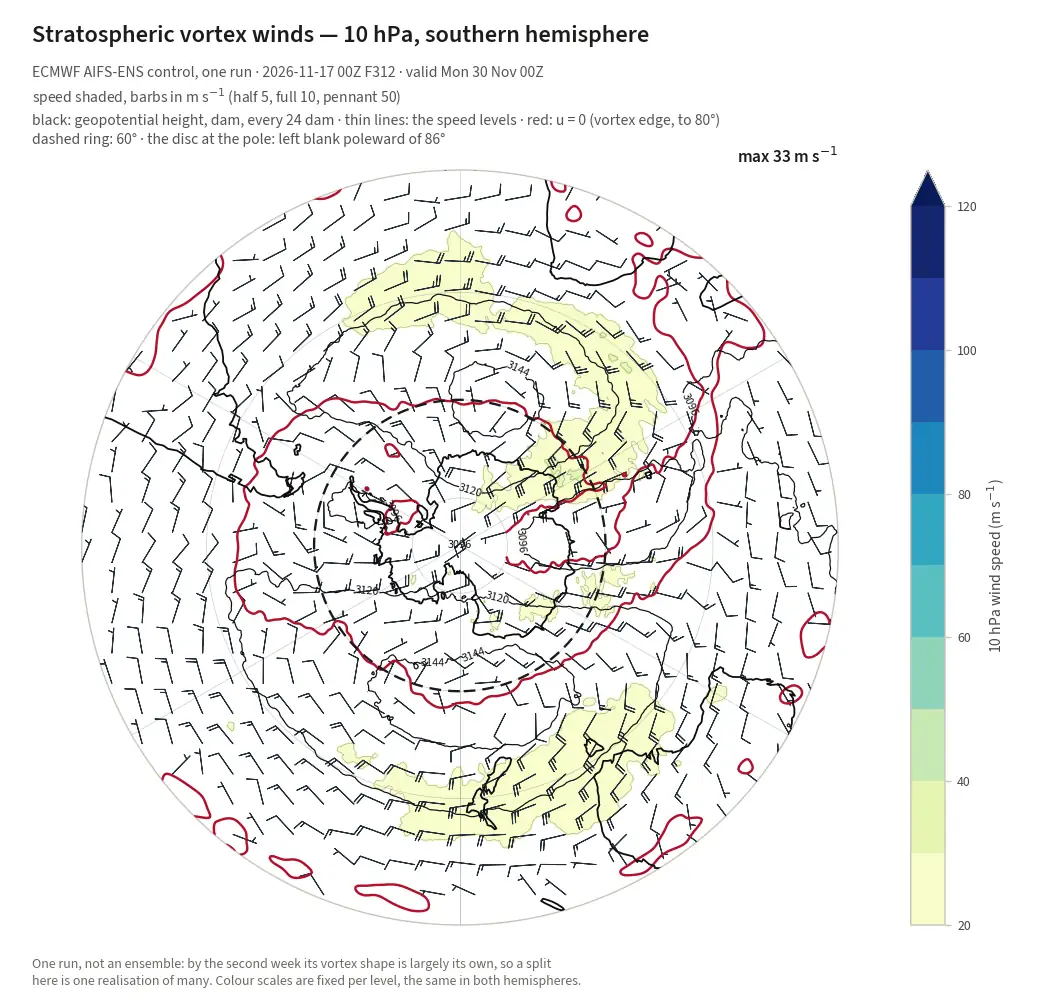 Stratospheric vortex winds — 10 hPa, southern hemisphere
ECMWF AIFS-ENS control, one run · 2026-11-17 00Z F312 · valid Mon 30 Nov 00Z
speed shaded, barbs in m s⁻¹ (half 5, full 10, pennant 50)
black: geopotential height, dam, every 24 dam · thin lines: the speed levels · red: u = 0 (vortex edge, to 80°)
dashed ring: 60° · the disc at the pole: left blank poleward of 86°
max 33 m s⁻¹
120
100
80
60
40
20
10 hPa wind speed (m s⁻¹)
3144
3096
3120
3096
3096
3120
3120
3144
3144
One run, not an ensemble: by the second week its vortex shape is largely its own, so a split
here is one realisation of many. Colour scales are fixed per level, the same in both hemispheres.